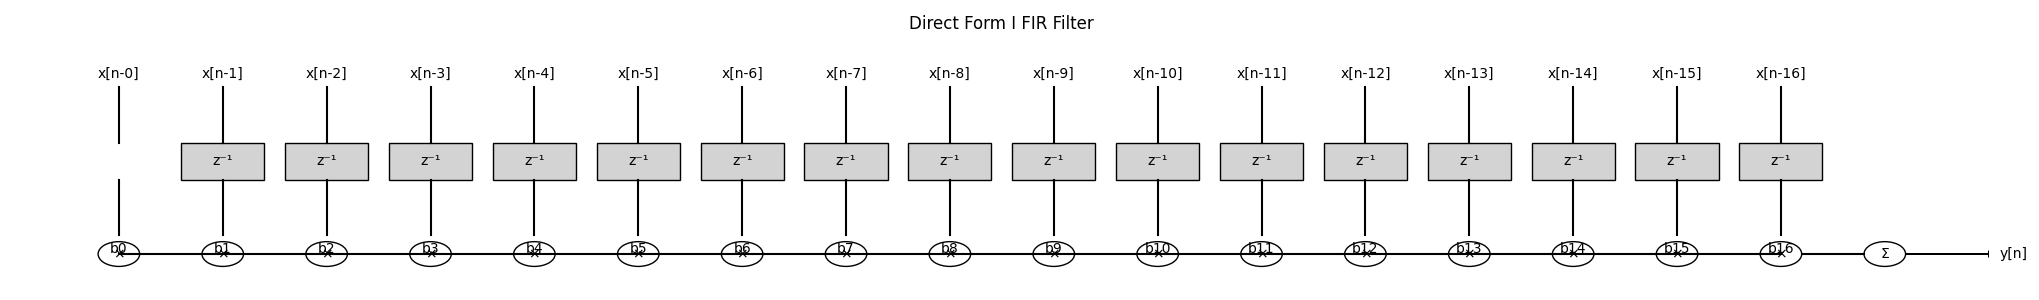 Direct Form I FIR Filter
x[n-0] x[n-1] x[n-2] x[n-3] x[n-4] x[n-5] x[n-6] x[n-7] x[n-8] x[n-9] x[n-10] x[n-11] x[n-12] x[n-13] x[n-14] x[n-15] x[n-16]
z⁻¹ z⁻¹ z⁻¹ z⁻¹ z⁻¹ z⁻¹ z⁻¹ z⁻¹ z⁻¹ z⁻¹ z⁻¹ z⁻¹ z⁻¹ z⁻¹ z⁻¹ z⁻¹
b0 b1 b2 b3 b4 b5 b6 b7 b8 b9 b10 b11 b12 b13 b14 b15 b16
× × × × × × × × × × × × × × × × × Σ y[n]